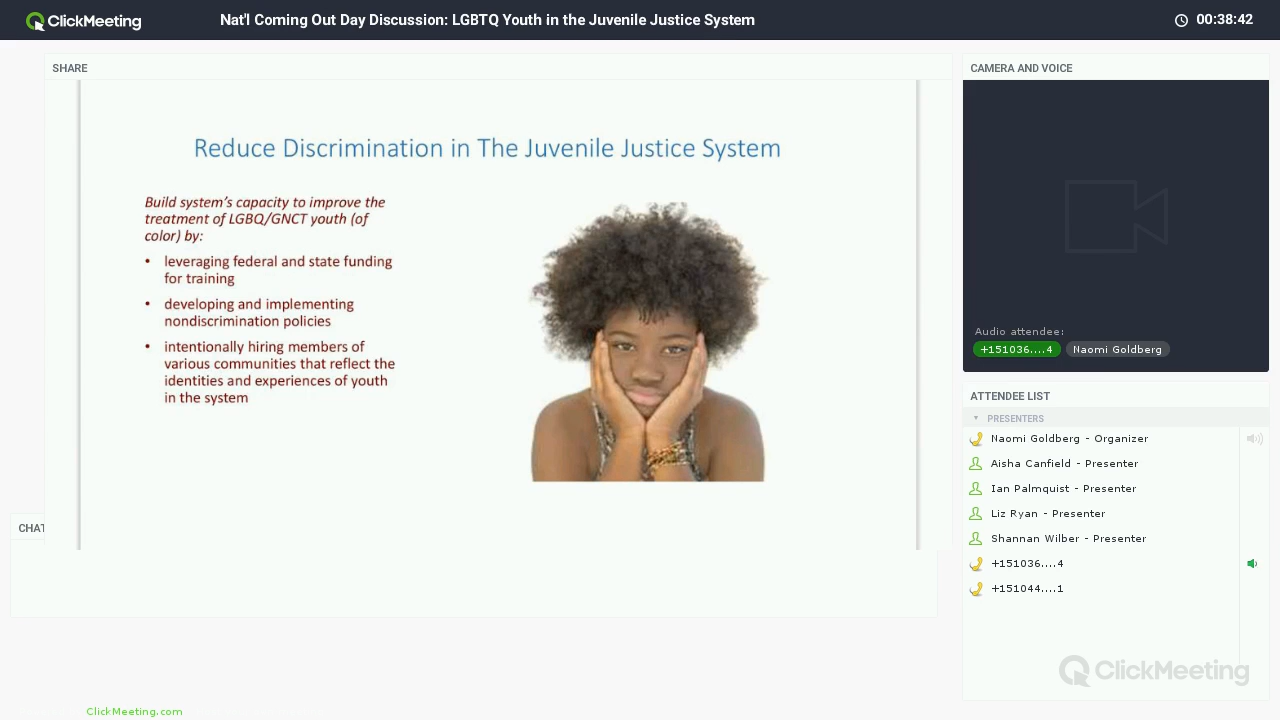 ClickMeeting
Nat'l Coming Out Day Discussion: LGBTQ Youth in the Juvenile Justice System
00:38:42
SHARE
Reduce Discrimination in The Juvenile Justice System
Build system's capacity to improve the
treatment of LGBQ/GNCT youth (of
color) by:
• leveraging federal and state funding
for training
• developing and implementing
nondiscrimination policies
• intentionally hiring members of
various communities that reflect the
identities and experiences of youth
in the system
CHAT
CAMERA AND VOICE
Audio attendee:
+151036....4 Naomi Goldberg
ATTENDEE LIST
PRESENTERS
Naomi Goldberg - Organizer
Aisha Canfield - Presenter
Ian Palmquist - Presenter
Liz Ryan - Presenter
Shannan Wilber - Presenter
+151036....4
+151044....1
ClickMeeting
ClickMeeting.com